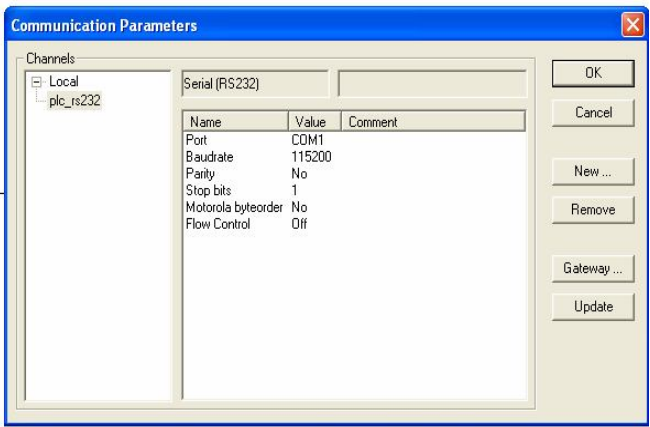 Communication Parameters
Channels
Local
plc_rs232
Serial (RS232)
Name Value Comment
Port COM1
Baudrate 115200
Parity No
Stop bits 1
Motorola byteorder No
Flow Control Off
OK
Cancel
New ...
Remove
Gateway ...
Update